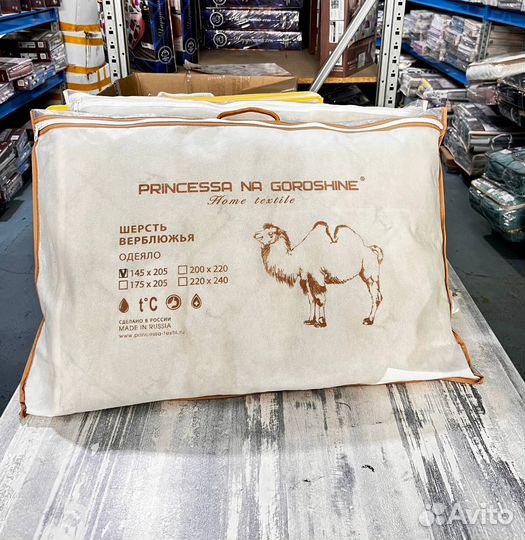 PRINCESSA NA GOROSHINE®
Home textile
ШЕРСТЬ
ВЕРБЛЮЖЬЯ
ОДЕЯЛО
145 x 205 200 x 220
175 x 205 220 x 240
t°C
СДЕЛАНО В РОССИИ
MADE IN RUSSIA
www.princessa-textil.ru
Avito